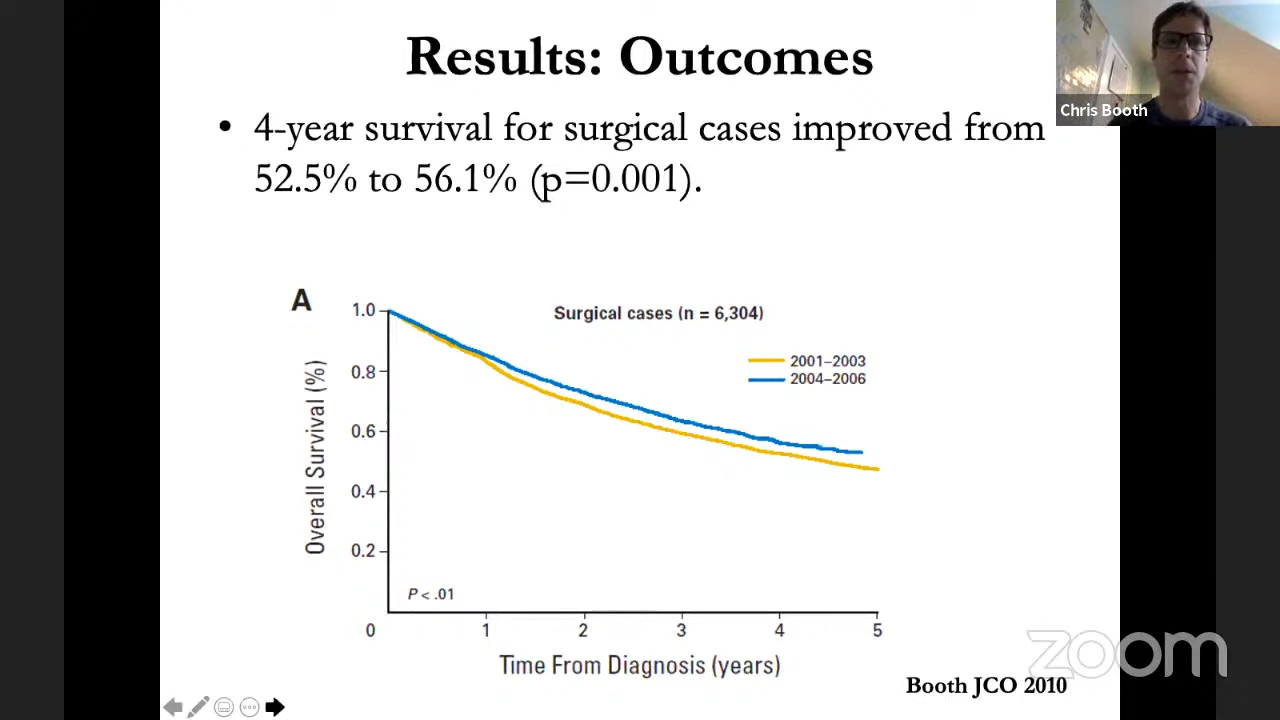 Results: Outcomes
Chris Booth
• 4-year survival for surgical cases improved from
52.5% to 56.1% (p=0.001).
A
Surgical cases (n = 6,304)
2001–2003
2004–2006
Overall Survival (%)
1.0
0.8
0.6
0.4
0.2
P < .01
0 1 2 3 4 5
Time From Diagnosis (years)
Booth JCO 2010
zoom